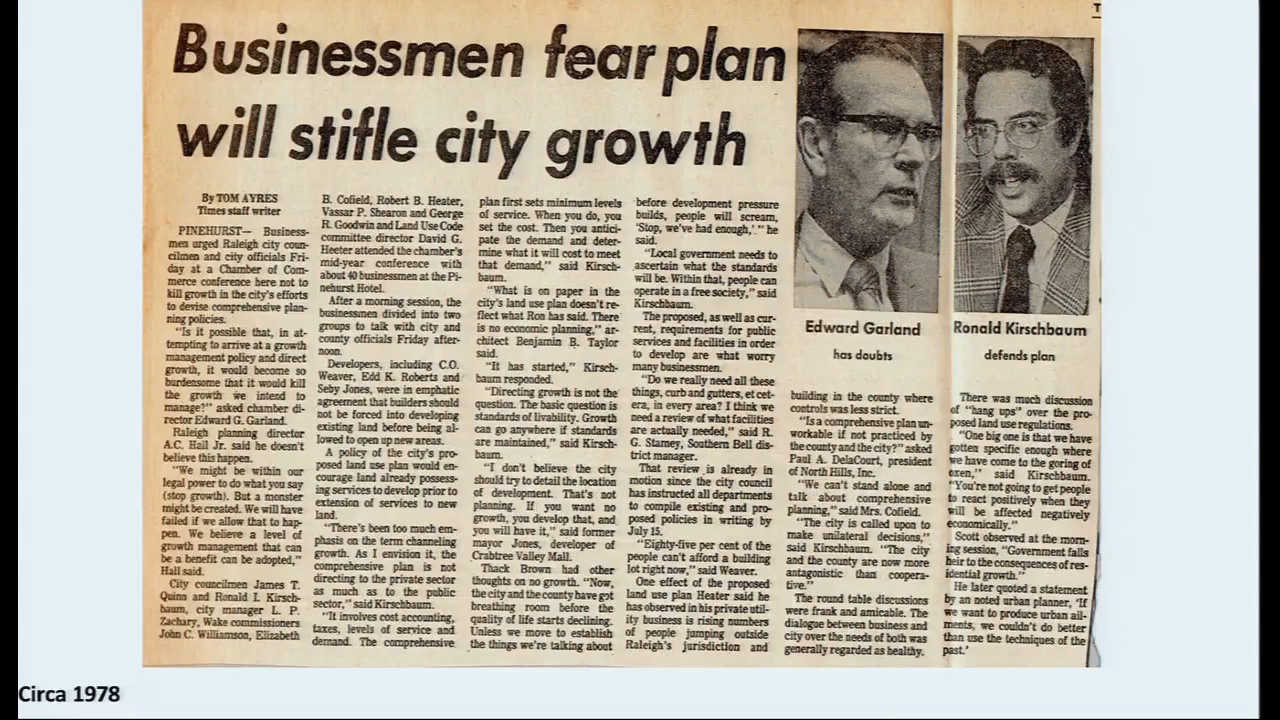 Businessmen fear plan
will stifle city growth
By TOM AYRES
Times staff writer
PINEHURST— Business-
men urged Raleigh city coun-
cilmen and city officials Fri-
day at a Chamber of Com-
merce conference here not to
kill growth in the city's efforts
to devise comprehensive plan-
ning policies.
"Is it possible that, in at-
tempting to arrive at a growth
management policy and direct
growth, it would become so
burdensome that it would kill
the growth we intend to
manage?" asked chamber di-
rector Edward G. Garland.
Raleigh planning director
A.C. Hall Jr. said he doesn't
believe this happen.
"We might be within our
legal power to do what you say
(stop growth). But a monster
might be created. We will have
failed if we allow that to hap-
pen. We believe a level of
growth management that can
be a benefit can be adopted,"
Hall said.
City councilmen James T.
Quinn and Ronald I. Kirsch-
baum, city manager L. P.
Zachary, Wake commissioners
John C. Williamson, Elizabeth
B. Cofield, Robert B. Heater,
Vassar P. Shearon and George
R. Goodwin and Land Use Code
committee director David G.
Heeter attended the chamber's
mid-year conference with
about 40 businessmen at the Pi-
nehurst Hotel.
After a morning session, the
businessmen divided into two
groups to talk with city and
county officials Friday after-
noon.
Developers, including C.O.
Weaver, Edd K. Roberts and
Seby Jones, were in emphatic
agreement that builders should
not be forced into developing
existing land before being al-
lowed to open up new areas.
A policy of the city's pro-
posed land use plan would en-
courage land already possess-
ing services to develop prior to
extension of services to new
land.
"There's been too much em-
phasis on the term channeling
growth. As I envision it, the
comprehensive plan is not
directing to the private sector
as much as to the public
sector," said Kirschbaum.
"It involves cost accounting,
taxes, levels of service and
demand. The comprehensive
plan first sets minimum levels
of service. When you do, you
set the cost. Then you antici-
pate the demand and deter-
mine what it will cost to meet
that demand," said Kirsch-
baum.
"What is on paper in the
city's land use plan doesn't re-
flect what Ron has said. There
is no economic planning," ar-
chitect Benjamin B. Taylor
said.
"It has started," Kirsch-
baum responded.
"Directing growth is not the
question. The basic question is
standards of livability. Growth
can go anywhere if standards
are maintained," said Kirsch-
baum.
"I don't believe the city
should try to detail the location
of development. That's not
planning. If you want no
growth, you develop that, and
you will have it," said former
mayor Jones, developer of
Crabtree Valley Mall.
Thack Brown had other
thoughts on no growth. "Now,
the city and the county have got
breathing room before the
quality of life starts declining.
Unless we move to establish
the things we're talking about
before development pressure
builds, people will scream,
'Stop, we've had enough,'" he
said.
"Local government needs to
ascertain what the standards
will be. Within that, people can
operate in a free society," said
Kirschbaum.
The proposed, as well as cur-
rent, requirements for public
services and facilities in order
to develop are what worry
many businessmen.
"Do we really need all these
things, curb and gutters, et cet-
era, in every area? I think we
need a review of what facilities
are actually needed," said R.
G. Stamey, Southern Bell dis-
trict manager.
That review is already in
motion since the city council
has instructed all departments
to compile existing and pro-
posed policies in writing by
July 15.
"Eighty-five per cent of the
people can't afford a building
lot right now," said Weaver.
One effect of the proposed
land use plan Heater said he
has observed in his private util-
ity business is rising numbers
of people jumping outside
Raleigh's jurisdiction and
Edward Garland
has doubts
building in the county where
controls was less strict.
"Is a comprehensive plan un-
workable if not practiced by
the county and the city?" asked
Paul A. DelaCourt, president
of North Hills, Inc.
"We can't stand alone and
talk about comprehensive
planning," said Mrs. Cofield.
"The city is called upon to
make unilateral decisions,"
said Kirschbaum. "The city
and the county are now more
antagonistic than coopera-
tive."
The round table discussions
were frank and amicable. The
dialogue between business and
city over the needs of both was
generally regarded as healthy.
Ronald Kirschbaum
defends plan
There was much discussion
of "hang ups" over the pro-
posed land use regulations.
"One big one is that we have
gotten specific enough where
we have come to the goring of
oxen," said Kirschbaum.
"You're not going to get people
to react positively when they
will be affected negatively
economically."
Scott observed at the morn-
ing session, "Government falls
heir to the consequences of res-
idential growth."
He later quoted a statement
by an noted urban planner, 'If
we want to produce urban ail-
ments, we couldn't do better
than use the techniques of the
past.'
Circa 1978